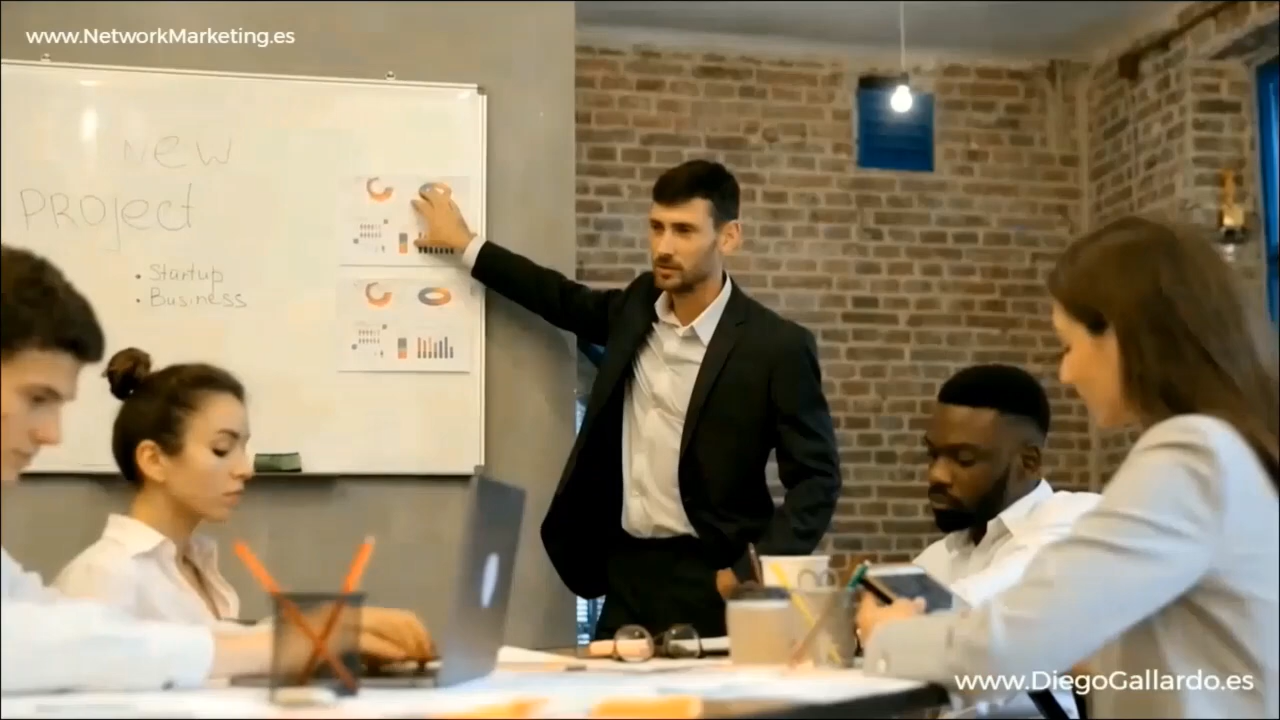 www.NetworkMarketing.es
New
PROject
• Startup
• Business
www.DiegoGallardo.es